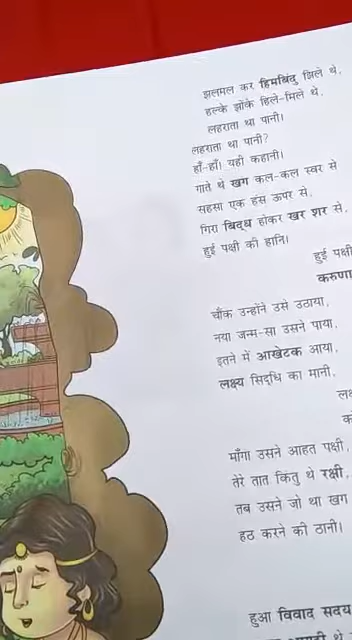 झलमल कर हिमबिंदु झिले थे,
हल्के झोंके हिले-मिले थे,
लहराता था पानी।
लहराता था पानी?
हाँ-हाँ! यही कहानी।
गाते थे खग कल-कल स्वर से
सहसा एक हंस ऊपर से,
गिरा बिद्ध होकर खर शर से,
हुई पक्षी की हानि।
हुई पक्षी
करुणा
चौंक उन्होंने उसे उठाया,
नया जन्म-सा उसने पाया,
इतने में आखेटक आया,
लक्ष्य सिद्धि का मानी,
माँगा उसने आहत पक्षी,
तेरे तात किंतु थे रक्षी,
तब उसने जो था खग
हठ करने की ठानी।
हुआ विवाद सदय